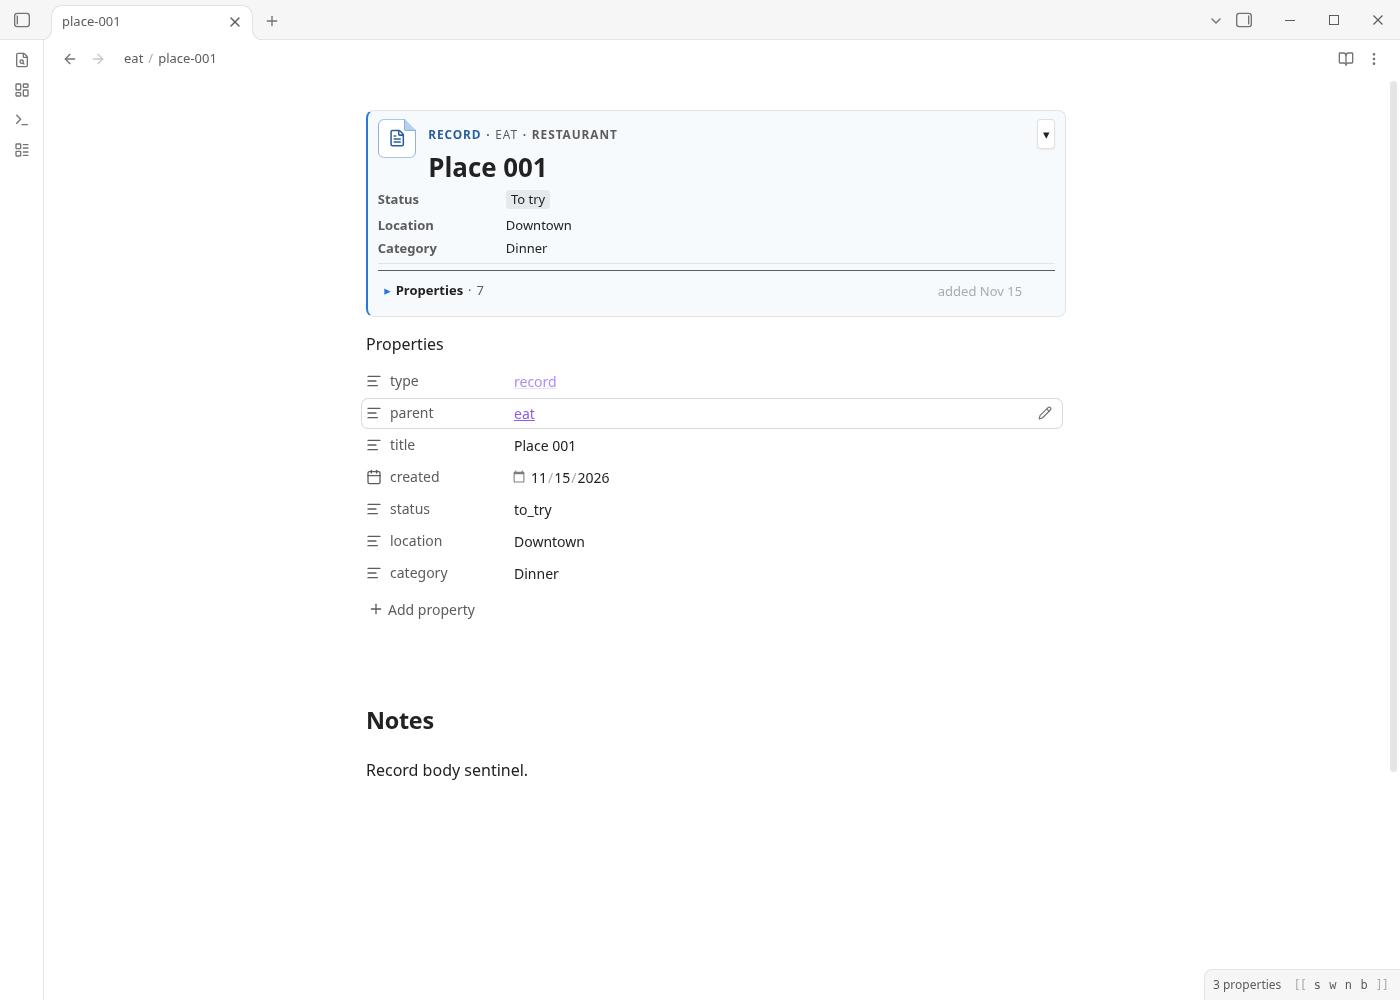 place-001
eat / place-001
RECORD · EAT · RESTAURANT
Place 001
Status To try
Location Downtown
Category Dinner
▸ Properties · 7 added Nov 15
Properties
type record
parent eat
title Place 001
created 11/15/2026
status to_try
location Downtown
category Dinner
+ Add property
Notes
Record body sentinel.
3 properties [[ s w n b ]]